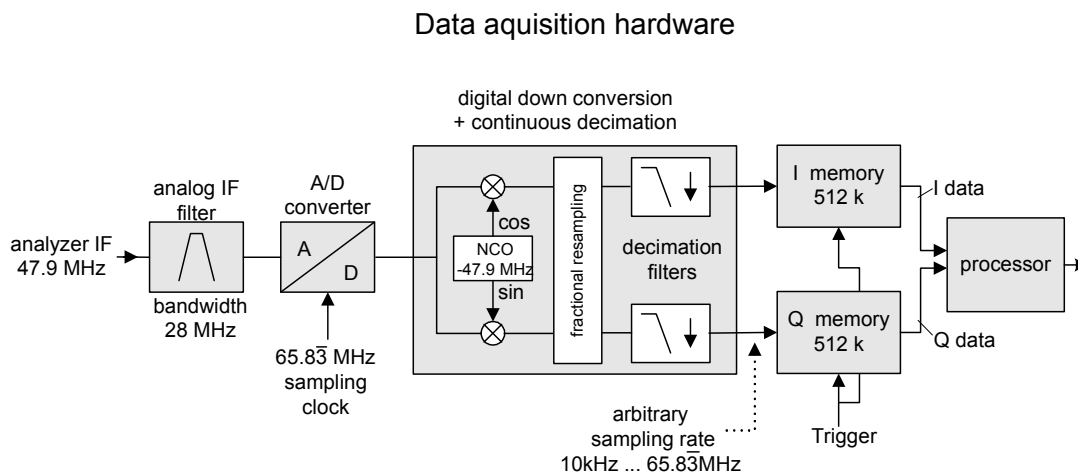 Data aquisition hardware
digital down conversion
+ continuous decimation
analog IF
filter
A/D
converter
analyzer IF
47.9 MHz
bandwidth
28 MHz
A
D
65.83̅ MHz
sampling
clock
cos
NCO
-47.9 MHz
sin
fractional resampling
decimation
filters
I memory
512 k
Q memory
512 k
I data
Q data
processor
arbitrary
sampling rate
10kHz ... 65.83̅MHz
Trigger